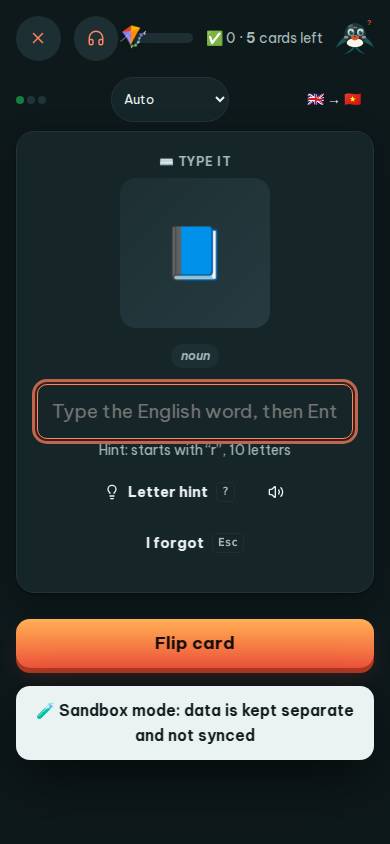 ✅ 0 · 5 cards left
?
Auto
🇬🇧 → 🇻🇳
⌨️ TYPE IT
noun
Type the English word, then Ent
Hint: starts with "r", 10 letters
Letter hint ?
I forgot Esc
Flip card
🧪 Sandbox mode: data is kept separate
and not synced